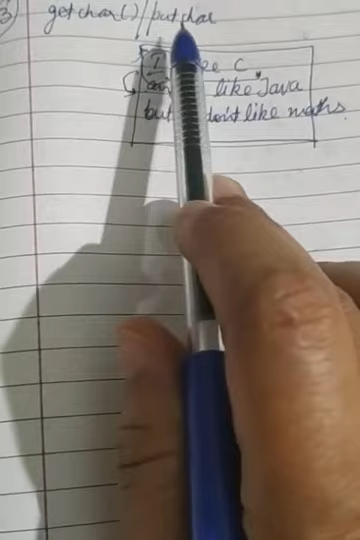 3)
getchar()//putchar
I like C
like Java
but don't like maths.